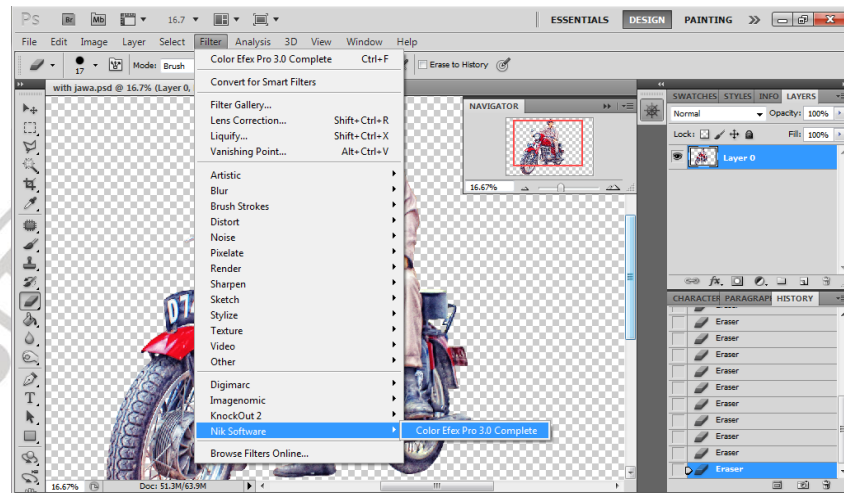 Ps Br Mb 16.7 ESSENTIALS DESIGN PAINTING
File Edit Image Layer Select Filter Analysis 3D View Window Help
17 Mode: Brush Erase to History
with jawa.psd @ 16.7% (Layer 0,
Color Efex Pro 3.0 Complete Ctrl+F
Convert for Smart Filters
Filter Gallery...
Lens Correction... Shift+Ctrl+R
Liquify... Shift+Ctrl+X
Vanishing Point... Alt+Ctrl+V
Artistic
Blur
Brush Strokes
Distort
Noise
Pixelate
Render
Sharpen
Sketch
Stylize
Texture
Video
Other
Digimarc
Imagenomic
KnockOut 2
Nik Software
Color Efex Pro 3.0 Complete
Browse Filters Online...
NAVIGATOR
16.67%
SWATCHES STYLES INFO LAYERS
Normal Opacity: 100%
Lock: Fill: 100%
Layer 0
CHARACTER PARAGRAPH HISTORY
Eraser
Eraser
Eraser
Eraser
Eraser
Eraser
Eraser
Eraser
Eraser
Eraser
16.67% Doc: 51.3M/63.9M